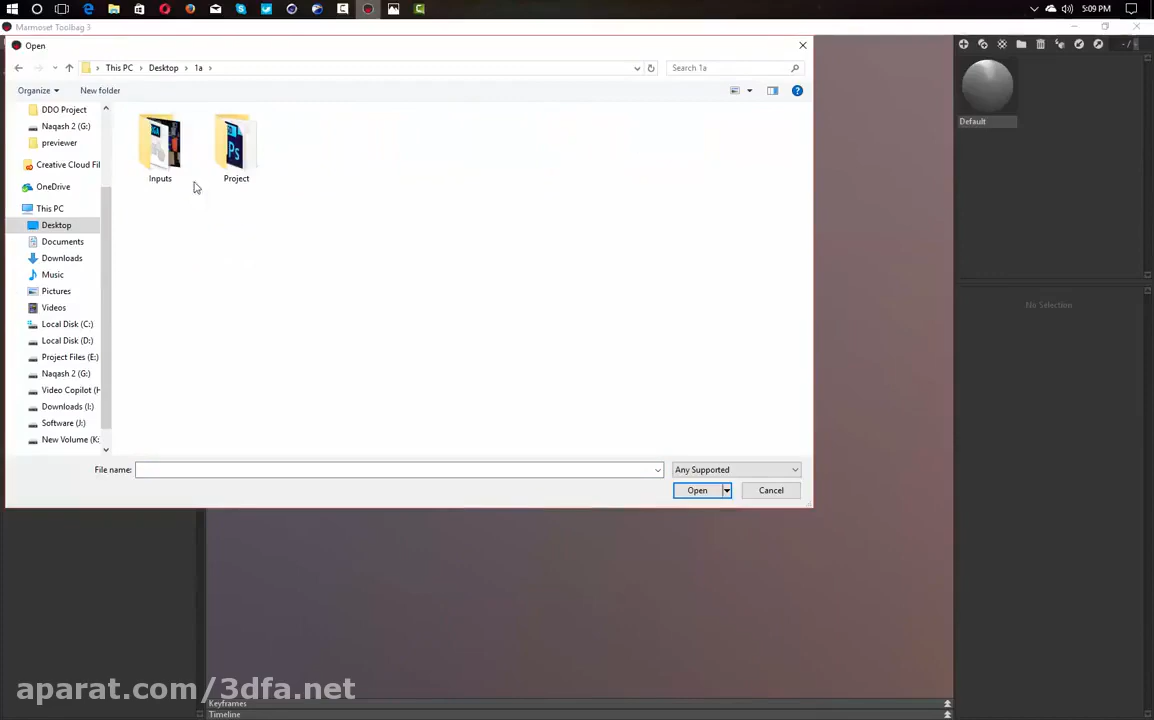 5:09 PM
Marmoset Toolbag 3
Open
This PC
Desktop
1a
Search 1a
Organize
New folder
- /
DDO Project
Naqash 2 (G:)
previewer
Creative Cloud Fil
OneDrive
This PC
Desktop
Documents
Downloads
Music
Pictures
Videos
Local Disk (C:)
Local Disk (D:)
Project Files (E:)
Naqash 2 (G:)
Video Copilot (H
Downloads (I:)
Software (J:)
New Volume (K:
Ps
Inputs
Project
Default
No Selection
File name:
Any Supported
Open
Cancel
aparat.com/3dfa.net
Keyframes
Timeline